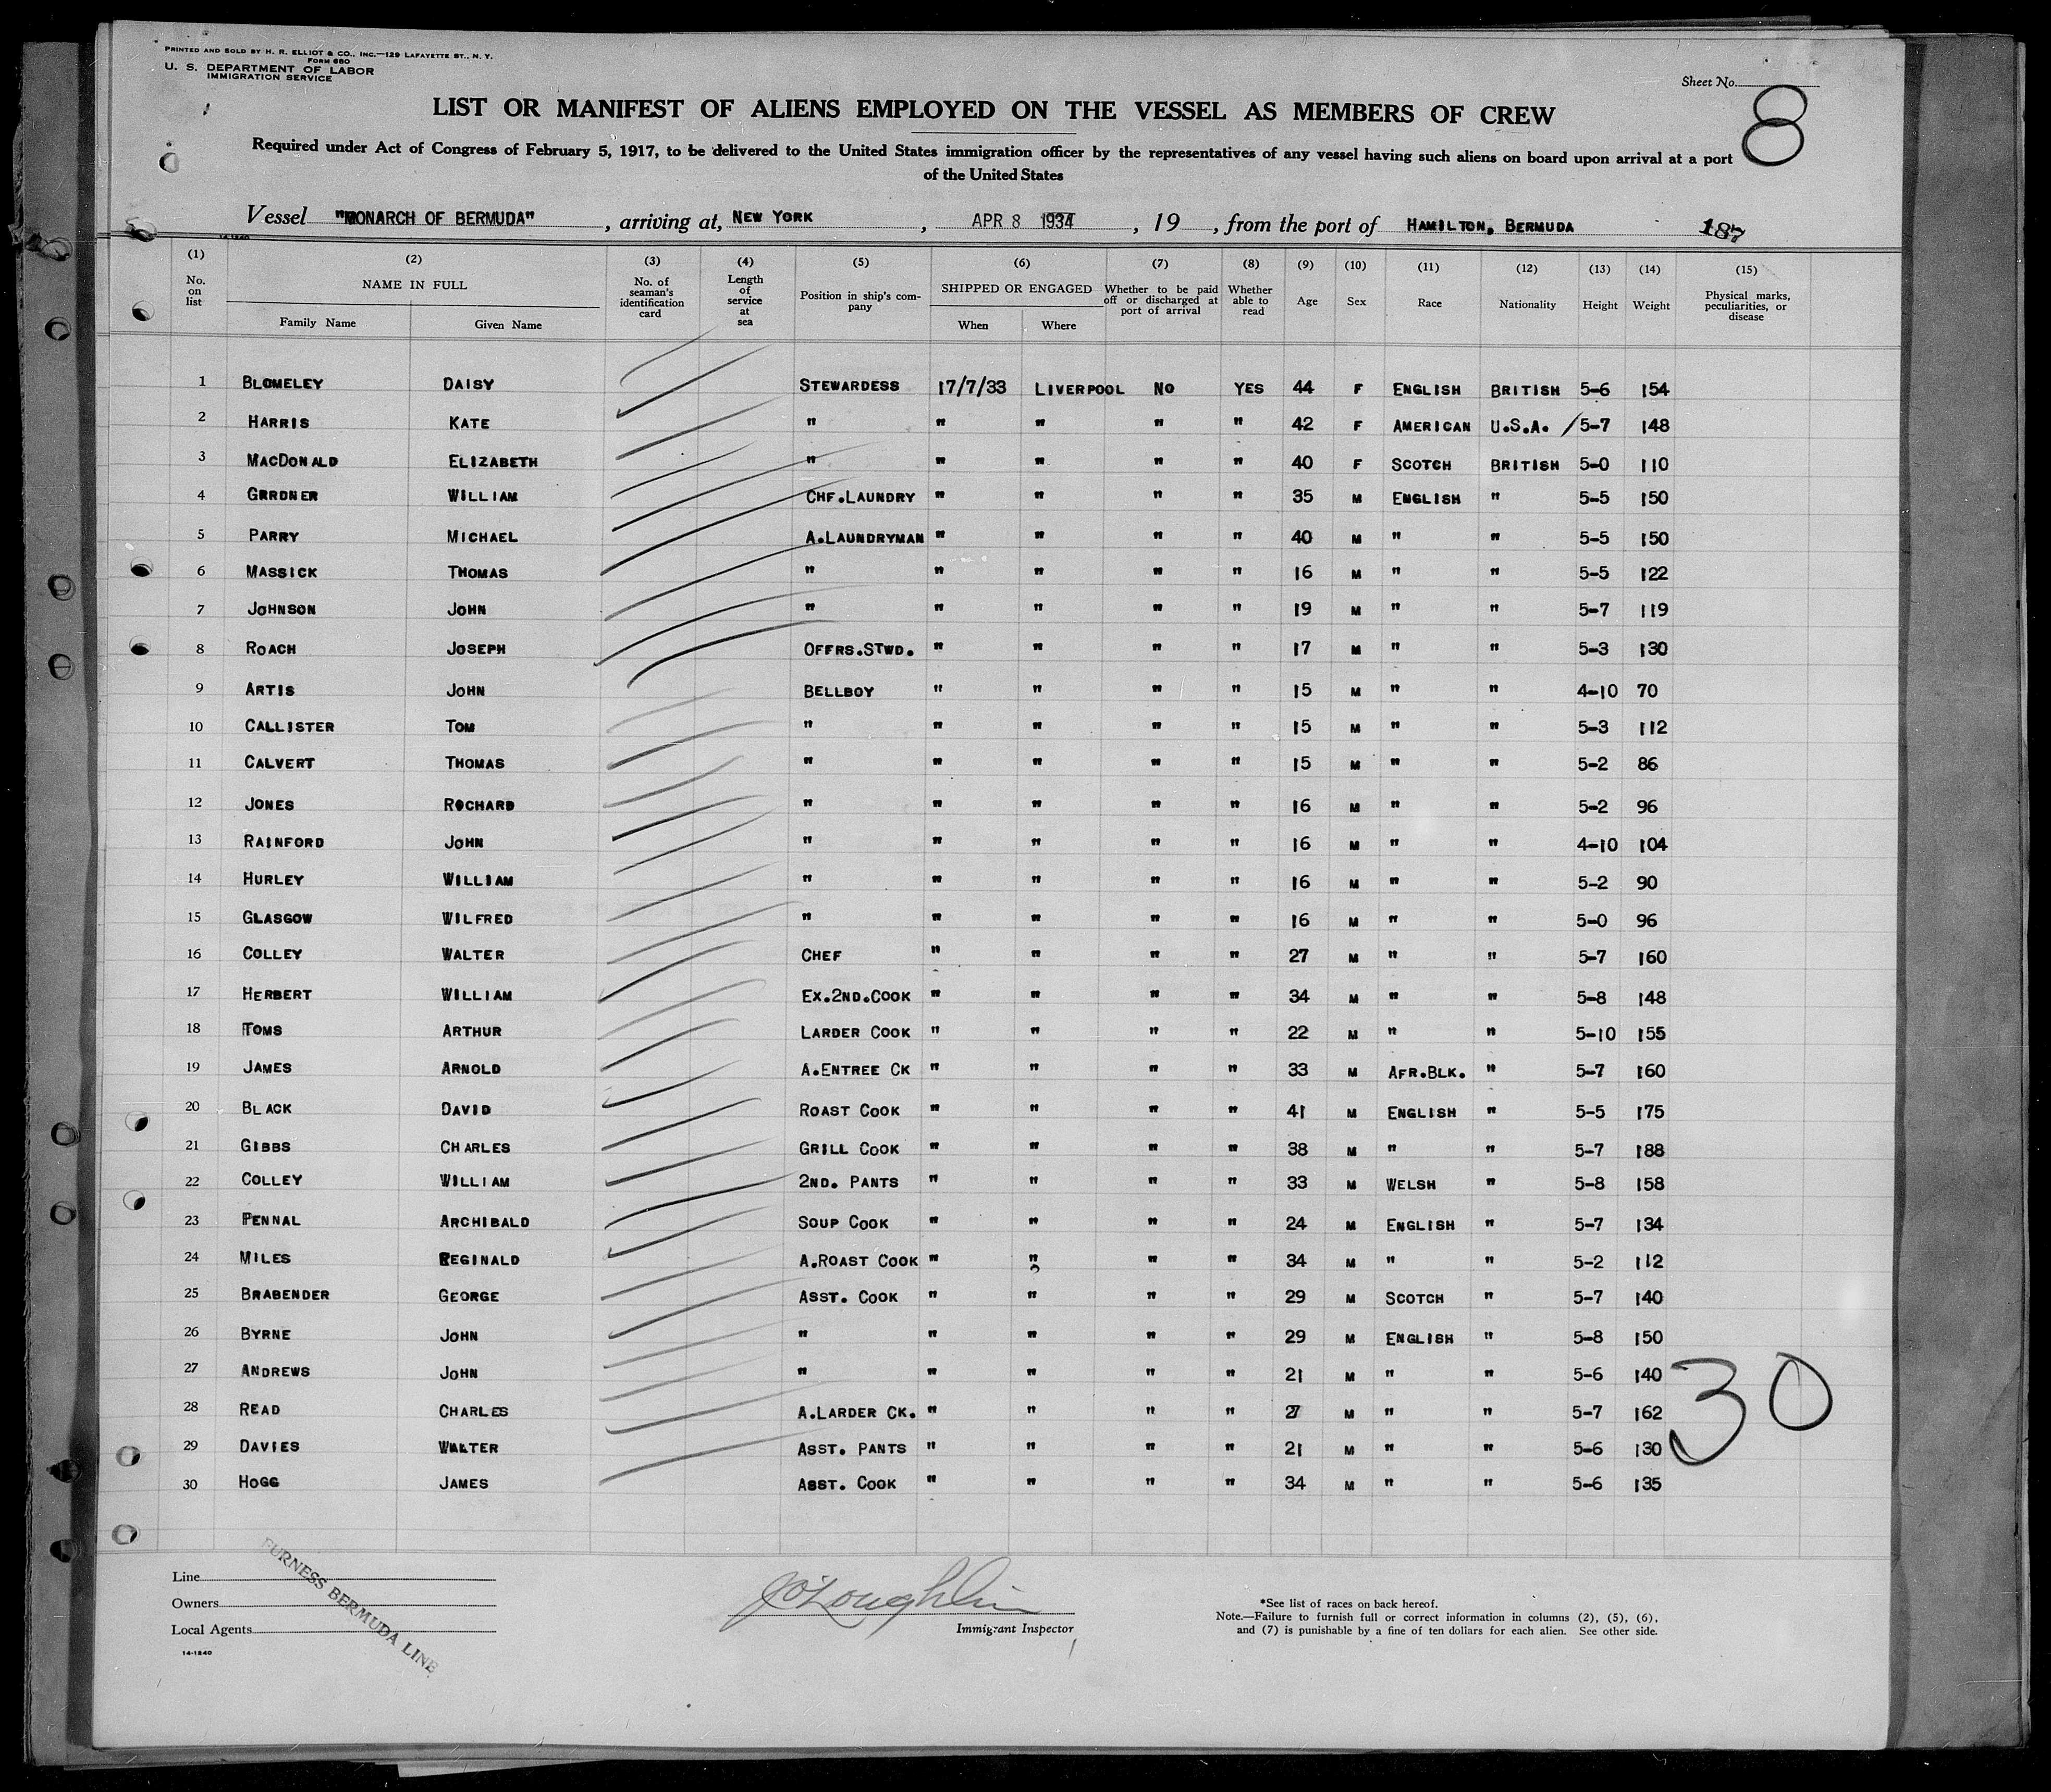 PRINTED AND SOLD BY H. R. ELLIOT & CO., INC.—129 LAFAYETTE ST., N. Y.
FORM 680
U. S. DEPARTMENT OF LABOR
IMMIGRATION SERVICE
Sheet No. 8
LIST OR MANIFEST OF ALIENS EMPLOYED ON THE VESSEL AS MEMBERS OF CREW
Required under Act of Congress of February 5, 1917, to be delivered to the United States immigration officer by the representatives of any vessel having such aliens on board upon arrival at a port
of the United States
Vessel "MONARCH OF BERMUDA", arriving at, NEW YORK, APR 8 1934, 19 , from the port of HAMILTON, BERMUDA 187
14-1240
(1) No. on list (2) NAME IN FULL Family Name Given Name (3) No. of seaman's identification card (4) Length of service at sea (5) Position in ship's company (6) SHIPPED OR ENGAGED When Where (7) Whether to be paid off or discharged at port of arrival (8) Whether able to read (9) Age (10) Sex (11) Race (12) Nationality (13) Height (14) Weight (15) Physical marks, peculiarities, or disease
1 BLOMELEY DAISY STEWARDESS 17/7/33 LIVERPOOL NO YES 44 F ENGLISH BRITISH 5-6 154
2 HARRIS KATE " " " " " 42 F AMERICAN U.S.A. / 5-7 148
3 MACDONALD ELIZABETH " " " " " 40 F SCOTCH BRITISH 5-0 110
4 GRRDNER WILLIAM CHF.LAUNDRY " " " " 35 M ENGLISH " 5-5 150
5 PARRY MICHAEL A.LAUNDRYMAN " " " " 40 M " " 5-5 150
6 MASSICK THOMAS " " " " " 16 M " " 5-5 122
7 JOHNSON JOHN " " " " " 19 M " " 5-7 119
8 ROACH JOSEPH OFFRS.STWD. " " " " 17 M " " 5-3 130
9 ARTIS JOHN BELLBOY " " " " 15 M " " 4-10 70
10 CALLISTER TOM " " " " " 15 M " " 5-3 112
11 CALVERT THOMAS " " " " " 15 M " " 5-2 86
12 JONES ROCHARD " " " " " 16 M " " 5-2 96
13 RAINFORD JOHN " " " " " 16 M " " 4-10 104
14 HURLEY WILLIAM " " " " " 16 M " " 5-2 90
15 GLASGOW WILFRED " " " " " 16 M " " 5-0 96
16 COLLEY WALTER CHEF " " " " 27 M " " 5-7 160
17 HERBERT WILLIAM EX.2ND.COOK " " " " 34 M " " 5-8 148
18 TOMS ARTHUR LARDER COOK " " " " 22 M " " 5-10 155
19 JAMES ARNOLD A.ENTREE CK " " " " 33 M AFR.BLK. " 5-7 160
20 BLACK DAVID ROAST COOK " " " " 41 M ENGLISH " 5-5 175
21 GIBBS CHARLES GRILL COOK " " " " 38 M " " 5-7 188
22 COLLEY WILLIAM 2ND. PANTS " " " " 33 M WELSH " 5-8 158
23 PENNAL ARCHIBALD SOUP COOK " " " " 24 M ENGLISH " 5-7 134
24 MILES REGINALD A.ROAST COOK " " " " 34 M " " 5-2 112
25 BRABENDER GEORGE ASST. COOK " " " " 29 M SCOTCH " 5-7 140
26 BYRNE JOHN " " " " " 29 M ENGLISH " 5-8 150
27 ANDREWS JOHN " " " " " 21 M " " 5-6 140
28 READ CHARLES A.LARDER CK. " " " " 27 M " " 5-7 162
29 DAVIES WALTER ASST. PANTS " " " " 21 M " " 5-6 130
30 HOGG JAMES ASST. COOK " " " " 34 M " " 5-6 135
30
Line
Owners
Local Agents
FURNESS BERMUDA LINE
14-1240
J O'Loughlin
Immigrant Inspector
*See list of races on back hereof.
Note.—Failure to furnish full or correct information in columns (2), (5), (6),
and (7) is punishable by a fine of ten dollars for each alien. See other side.